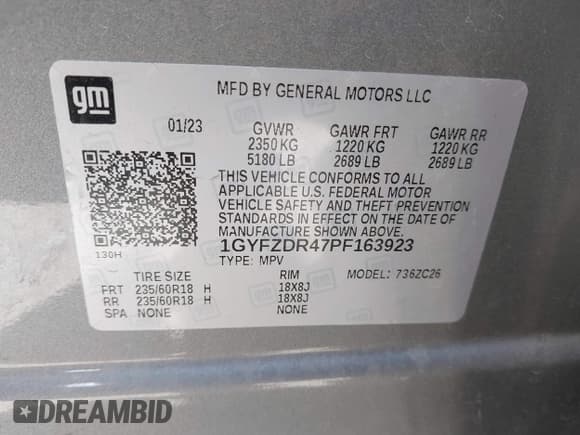 gm
MFD BY GENERAL MOTORS LLC
01/23 GVWR GAWR FRT GAWR RR
2350 KG 1220 KG 1220 KG
5180 LB 2689 LB 2689 LB
THIS VEHICLE CONFORMS TO ALL
APPLICABLE U.S. FEDERAL MOTOR
VEHICLE SAFETY AND THEFT
PREVENTION STANDARDS IN EFFECT
ON THE DATE OF MANUFACTURE
SHOWN ABOVE.
1GYFZDR47PF163923
130H TYPE: MPV MODEL: 736ZC26
TIRE SIZE RIM
FRT 235/60R18 H 18X8J
RR 235/60R18 H 18X8J
SPA NONE NONE
DREAMBID